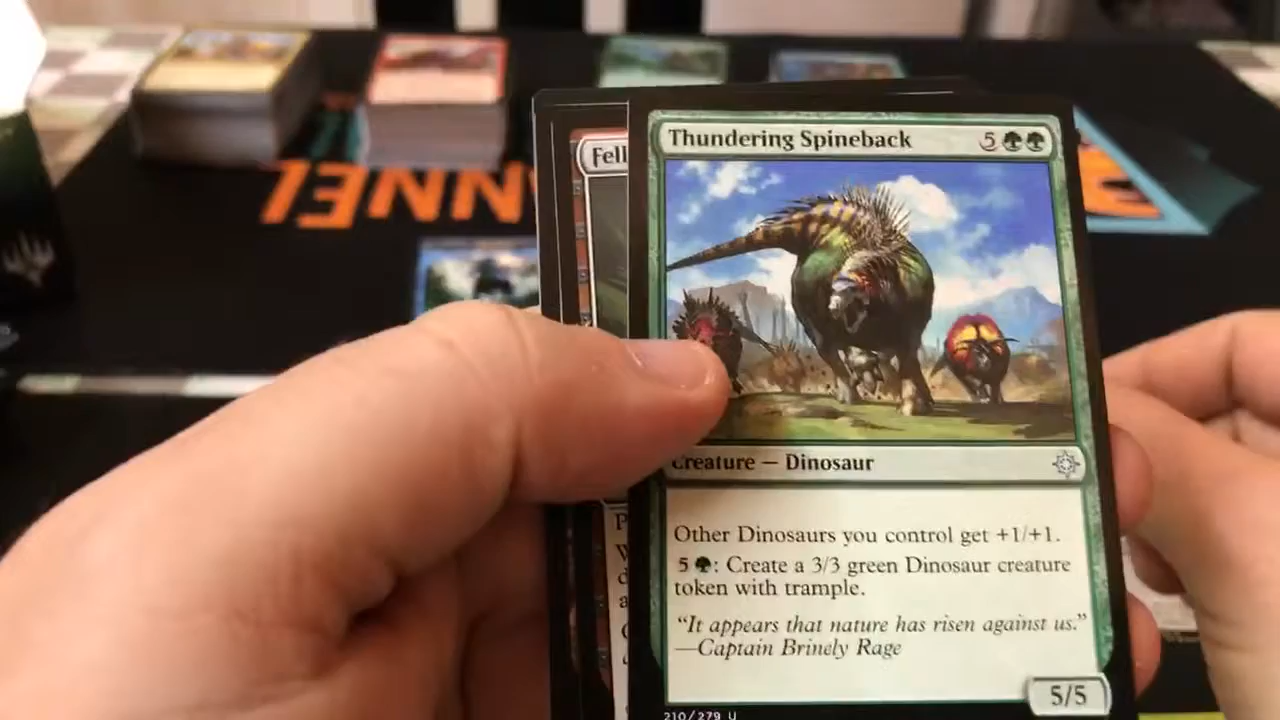 Thundering Spineback 5
Fell
Creature — Dinosaur
Other Dinosaurs you control get +1/+1.
5 : Create a 3/3 green Dinosaur creature
token with trample.
"It appears that nature has risen against us."
—Captain Brinely Rage
5/5
210/279 U
NNEL